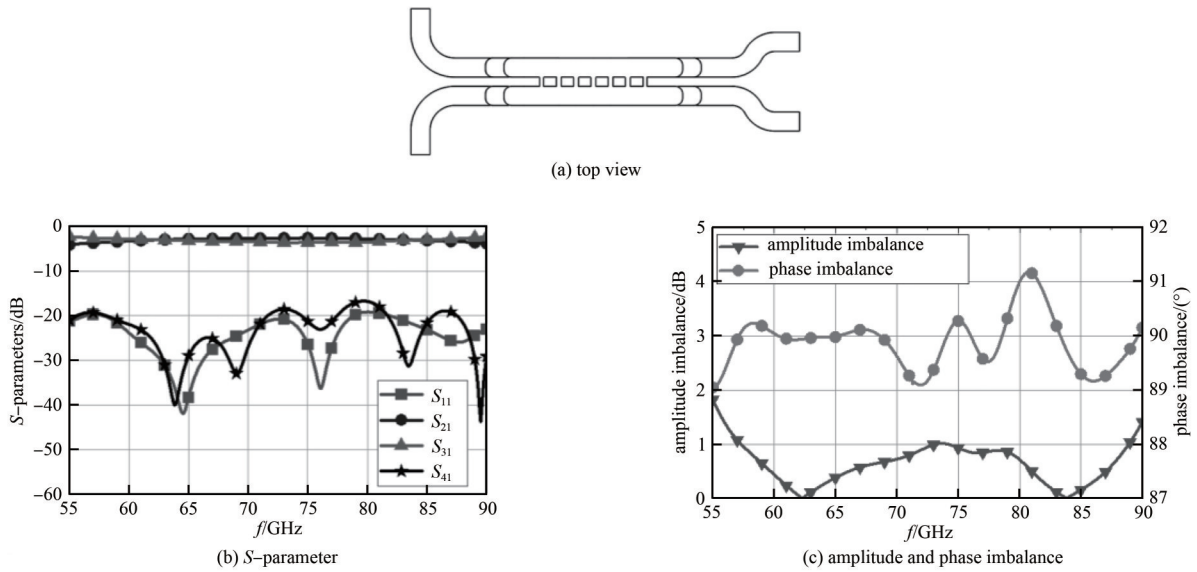 (a) top view
0
−10
−20
−30
−40
−50
−60
S−parameters/dB
S11
S21
S31
S41
55 60 65 70 75 80 85 90
f/GHz
(b) S−parameter
5
4
3
2
1
0
amplitude imbalance/dB
amplitude imbalance
phase imbalance
92
91
90
89
88
87
phase imbalance/(°)
55 60 65 70 75 80 85 90
f/GHz
(c) amplitude and phase imbalance